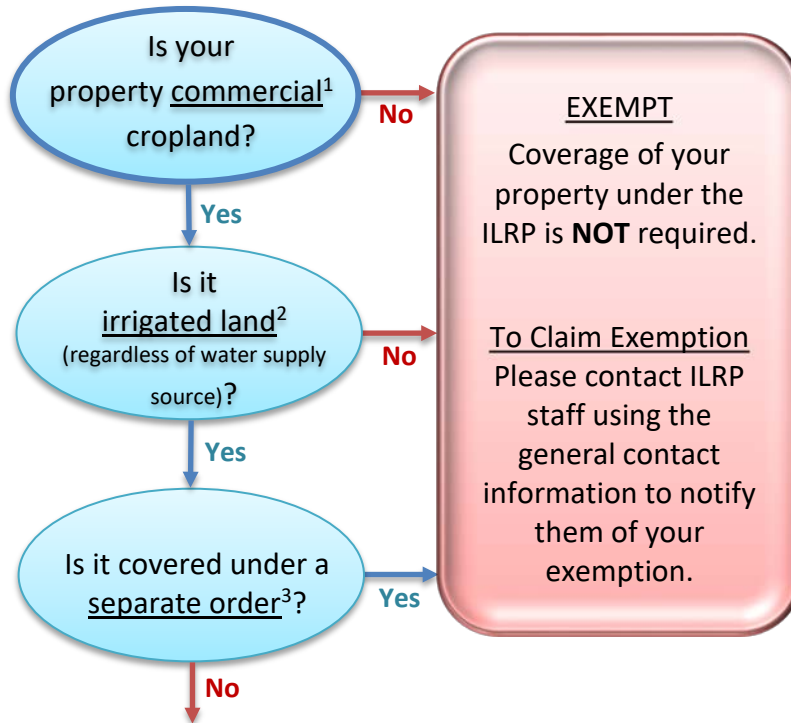 Is your
property commercial¹
cropland?
No
Yes
Is it
irrigated land²
(regardless of water supply
source)?
No
Yes
Is it covered under a
separate order³?
Yes
No
EXEMPT
Coverage of your
property under the
ILRP is NOT required.
To Claim Exemption
Please contact ILRP
staff using the
general contact
information to notify
them of your
exemption.